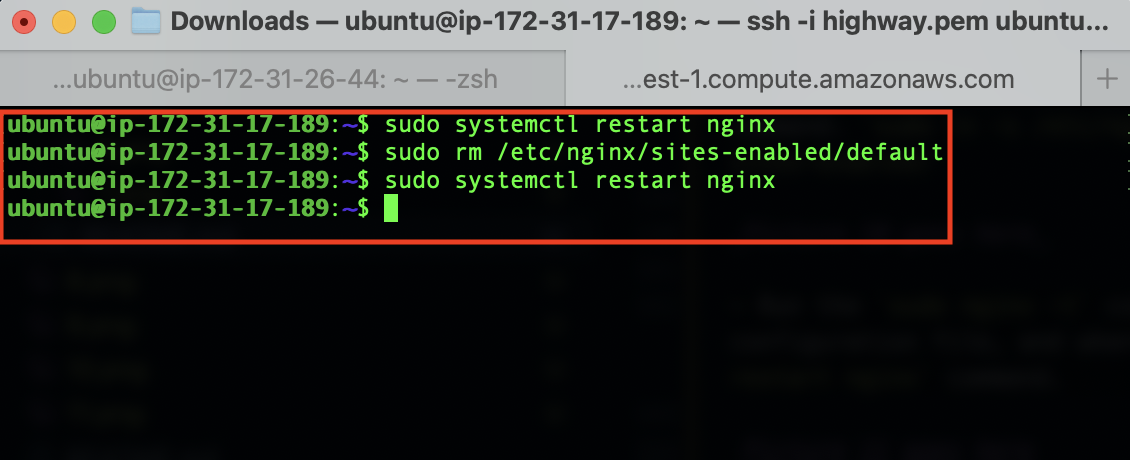 Downloads — ubuntu@ip-172-31-17-189: ~ — ssh -i highway.pem ubuntu...
...ubuntu@ip-172-31-26-44: ~ — -zsh
...est-1.compute.amazonaws.com
ubuntu@ip-172-31-17-189:~$ sudo systemctl restart nginx
ubuntu@ip-172-31-17-189:~$ sudo rm /etc/nginx/sites-enabled/default
ubuntu@ip-172-31-17-189:~$ sudo systemctl restart nginx
ubuntu@ip-172-31-17-189:~$